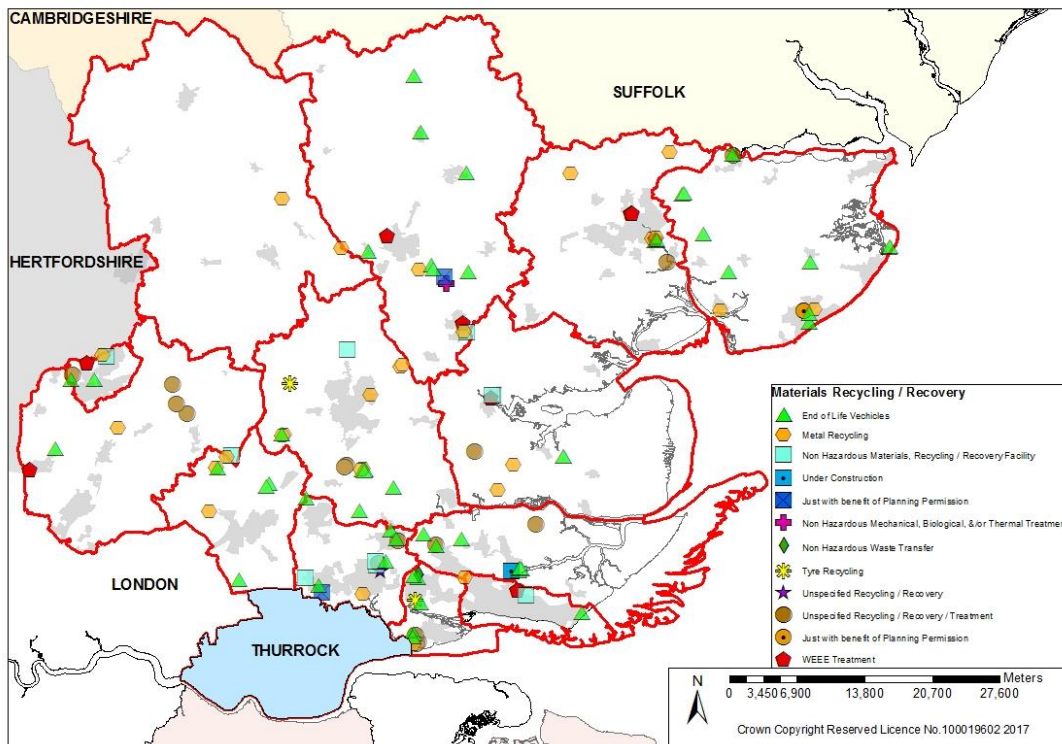 CAMBRIDGESHIRE
SUFFOLK
HERTFORDSHIRE
LONDON
THURROCK
Materials Recycling / Recovery
End of Life Vechicles
Metal Recycling
Non Hazardous Materials, Recycling / Recovery Facility
Under Construction
Just with benefit of Planning Permission
Non Hazardous Mechanical, Biological, &/or Thermal Treatment
Non Hazardous Waste Transfer
Tyre Recycling
Unspecified Recycling / Recovery
Unspecified Recycling / Recovery / Treatment
Just with benefit of Planning Permission
WEEE Treatment
N
Meters
0 3,450 6,900 13,800 20,700 27,600
Crown Copyright Reserved Licence No.100019602 2017